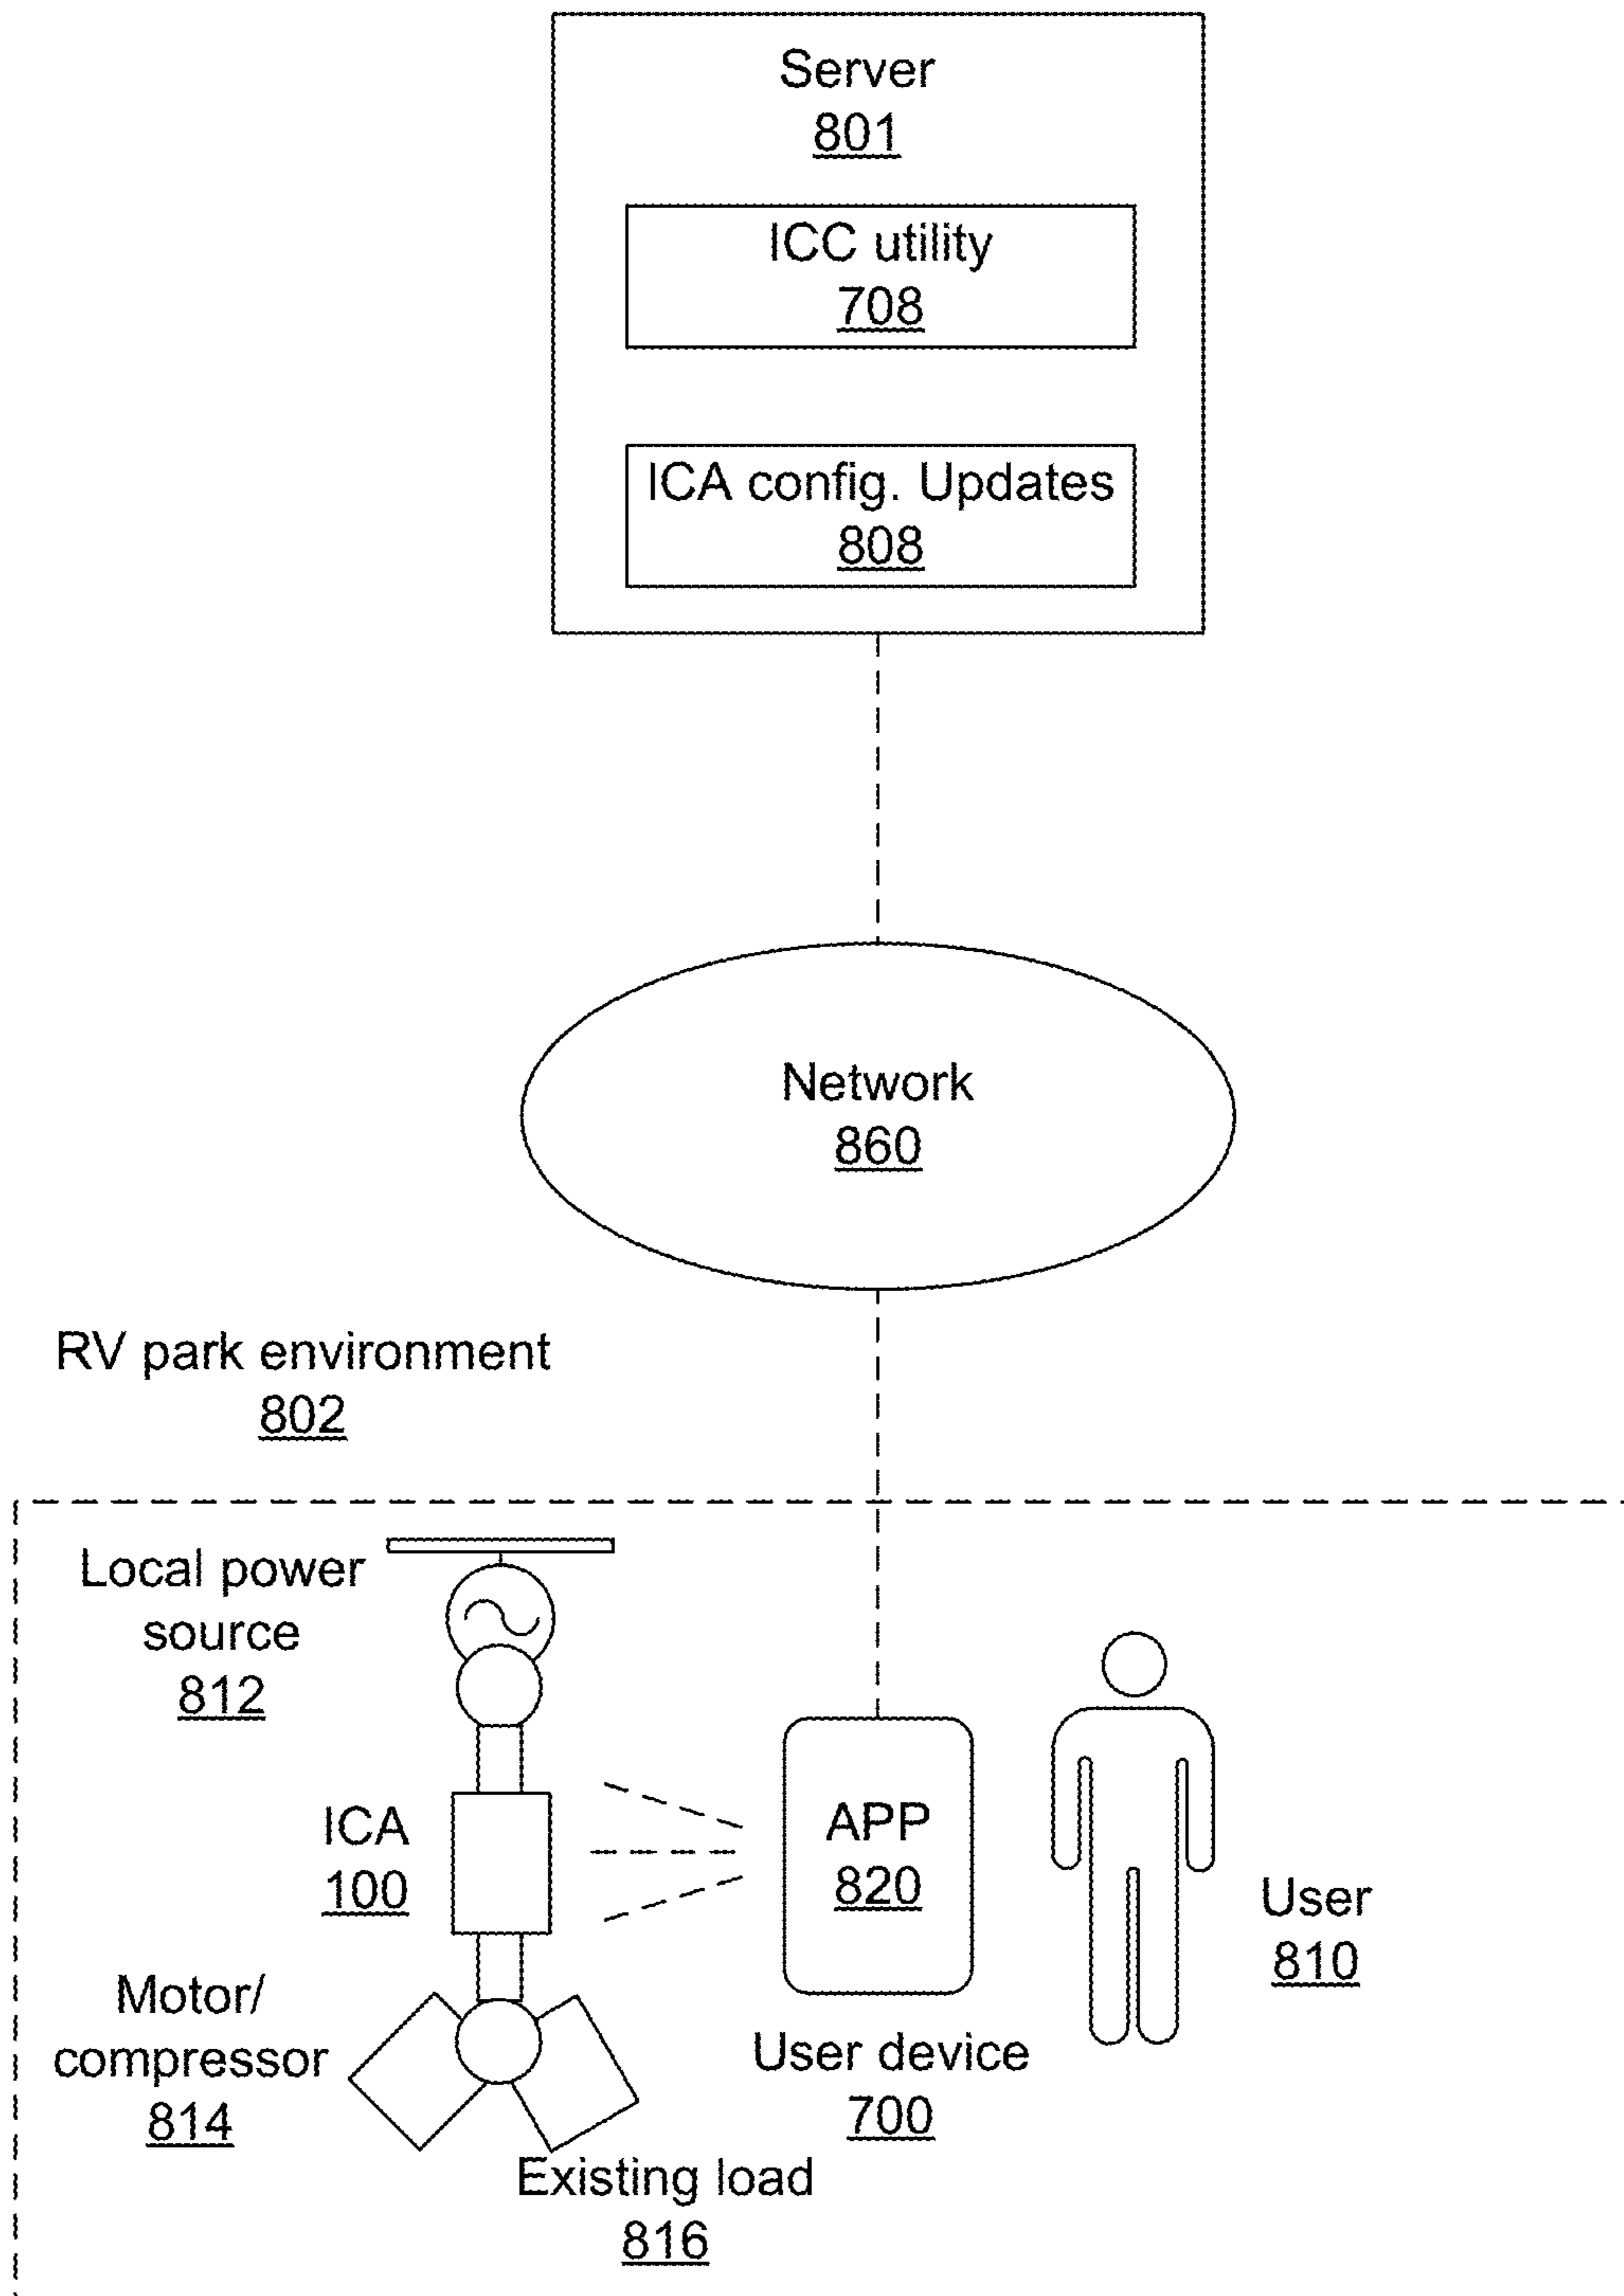 Server
801
ICC utility
708
ICA config. Updates
808
Network
860
RV park environment
802
Local power
source
812
ICA
100
APP
820
User
810
Motor/
compressor
814
User device
700
Existing load
816